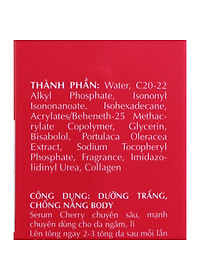 THÀNH PHẦN: Water, C20-22
Alkyl Phosphate, Isononyl
Isononanoate, Isohexadecane,
Acrylates/Beheneth-25 Methac-
rylate Copolymer, Glycerin,
Bisabolol, Portulaca Oleracea
Extract, Sodium Tocopheryl
Phosphate, Fragrance, Imidazo-
lidinyl Urea, Collagen
CÔNG DỤNG: DƯỠNG TRẮNG,
CHỐNG NẮNG BODY
Serum Cherry chuyên sâu, mạnh
chuyên dùng cho da ngăm, lì
Lên tông ngay 2-3 tông da sau mỗi lần